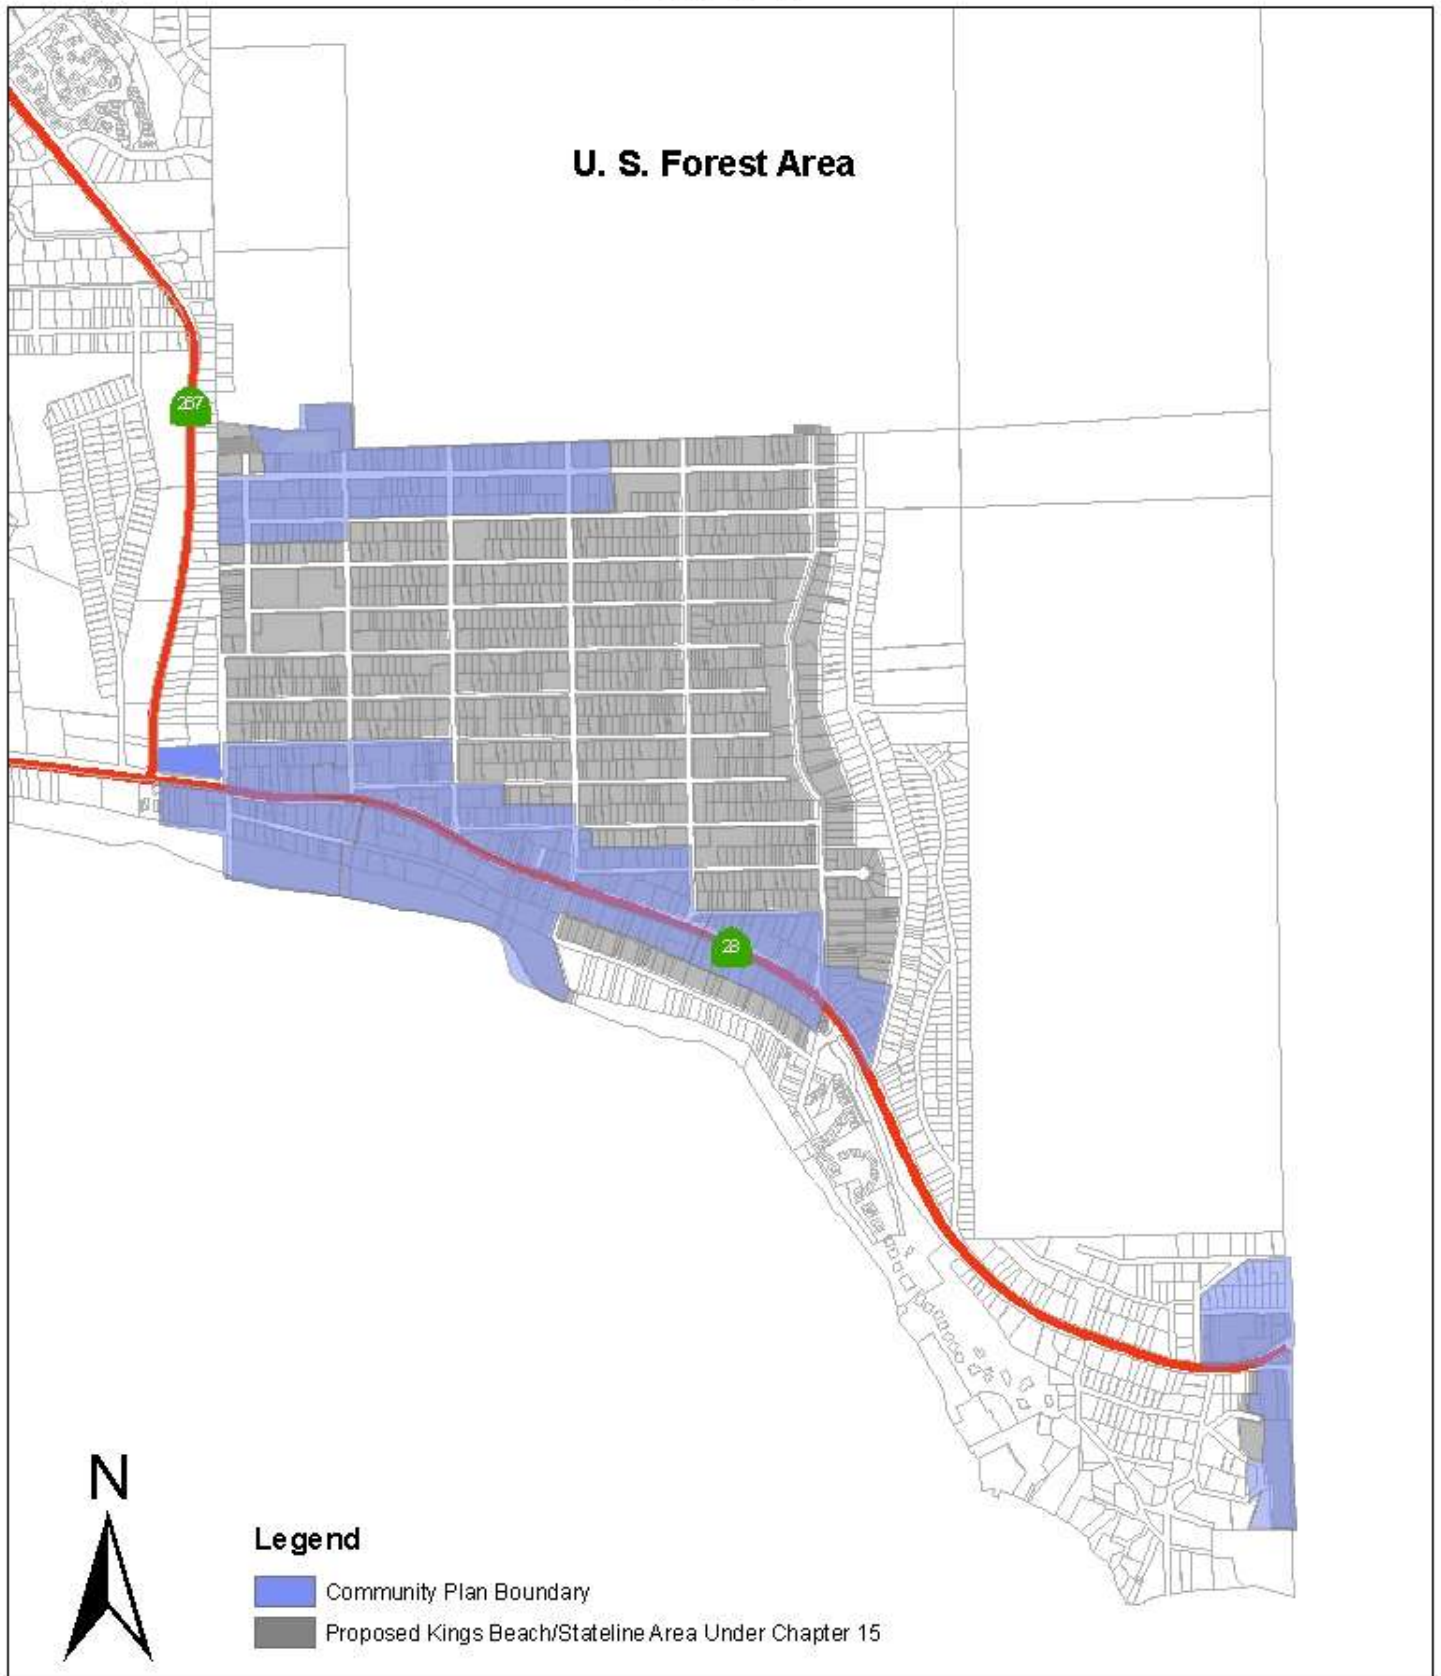 U. S. Forest Area
267
28
N
Legend
Community Plan Boundary
Proposed Kings Beach/Stateline Area Under Chapter 15